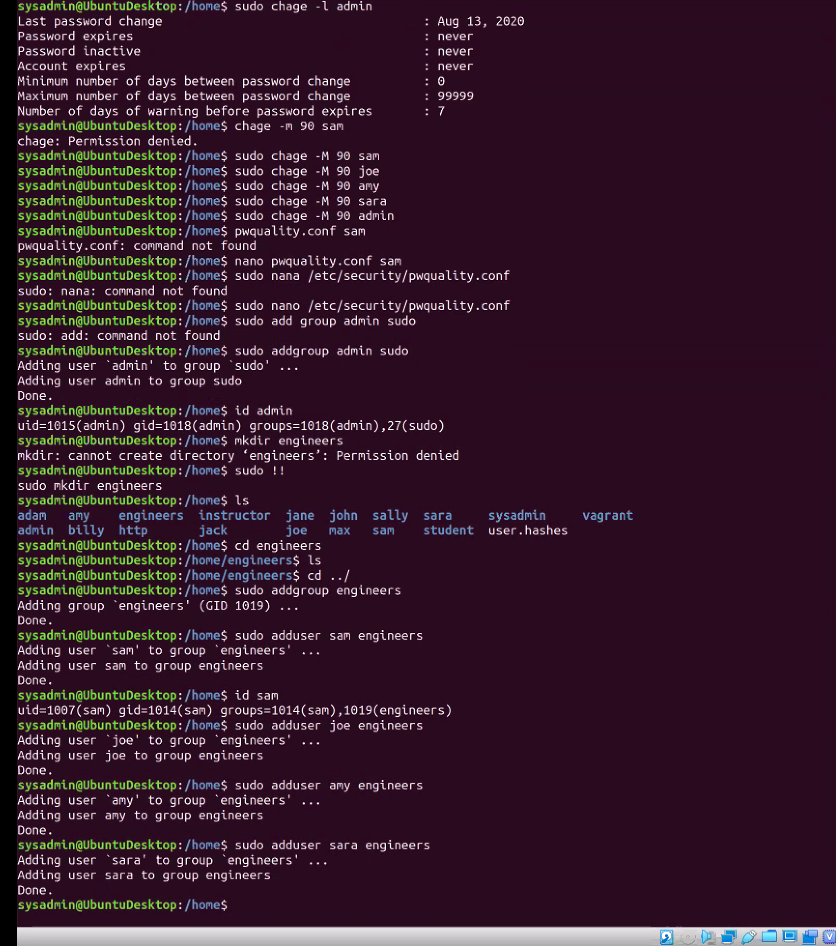 sysadmin@UbuntuDesktop:/home$ sudo chage -l admin
Last password change : Aug 13, 2020
Password expires : never
Password inactive : never
Account expires : never
Minimum number of days between password change : 0
Maximum number of days between password change : 99999
Number of days of warning before password expires : 7
sysadmin@UbuntuDesktop:/home$ chage -m 90 sam
chage: Permission denied.
sysadmin@UbuntuDesktop:/home$ sudo chage -M 90 sam
sysadmin@UbuntuDesktop:/home$ sudo chage -M 90 joe
sysadmin@UbuntuDesktop:/home$ sudo chage -M 90 amy
sysadmin@UbuntuDesktop:/home$ sudo chage -M 90 sara
sysadmin@UbuntuDesktop:/home$ sudo chage -M 90 admin
sysadmin@UbuntuDesktop:/home$ pwquality.conf sam
pwquality.conf: command not found
sysadmin@UbuntuDesktop:/home$ nano pwquality.conf sam
sysadmin@UbuntuDesktop:/home$ sudo nana /etc/security/pwquality.conf
sudo: nana: command not found
sysadmin@UbuntuDesktop:/home$ sudo nano /etc/security/pwquality.conf
sysadmin@UbuntuDesktop:/home$ sudo add group admin sudo
sudo: add: command not found
sysadmin@UbuntuDesktop:/home$ sudo addgroup admin sudo
Adding user `admin' to group `sudo' ...
Adding user admin to group sudo
Done.
sysadmin@UbuntuDesktop:/home$ id admin
uid=1015(admin) gid=1018(admin) groups=1018(admin),27(sudo)
sysadmin@UbuntuDesktop:/home$ mkdir engineers
mkdir: cannot create directory ‘engineers’: Permission denied
sysadmin@UbuntuDesktop:/home$ sudo !!
sudo mkdir engineers
sysadmin@UbuntuDesktop:/home$ ls
adam amy engineers instructor jane john sally sara sysadmin vagrant
admin billy http jack joe max sam student user.hashes
sysadmin@UbuntuDesktop:/home$ cd engineers
sysadmin@UbuntuDesktop:/home/engineers$ ls
sysadmin@UbuntuDesktop:/home/engineers$ cd ../
sysadmin@UbuntuDesktop:/home$ sudo addgroup engineers
Adding group `engineers' (GID 1019) ...
Done.
sysadmin@UbuntuDesktop:/home$ sudo adduser sam engineers
Adding user `sam' to group `engineers' ...
Adding user sam to group engineers
Done.
sysadmin@UbuntuDesktop:/home$ id sam
uid=1007(sam) gid=1014(sam) groups=1014(sam),1019(engineers)
sysadmin@UbuntuDesktop:/home$ sudo adduser joe engineers
Adding user `joe' to group `engineers' ...
Adding user joe to group engineers
Done.
sysadmin@UbuntuDesktop:/home$ sudo adduser amy engineers
Adding user `amy' to group `engineers' ...
Adding user amy to group engineers
Done.
sysadmin@UbuntuDesktop:/home$ sudo adduser sara engineers
Adding user `sara' to group `engineers' ...
Adding user sara to group engineers
Done.
sysadmin@UbuntuDesktop:/home$